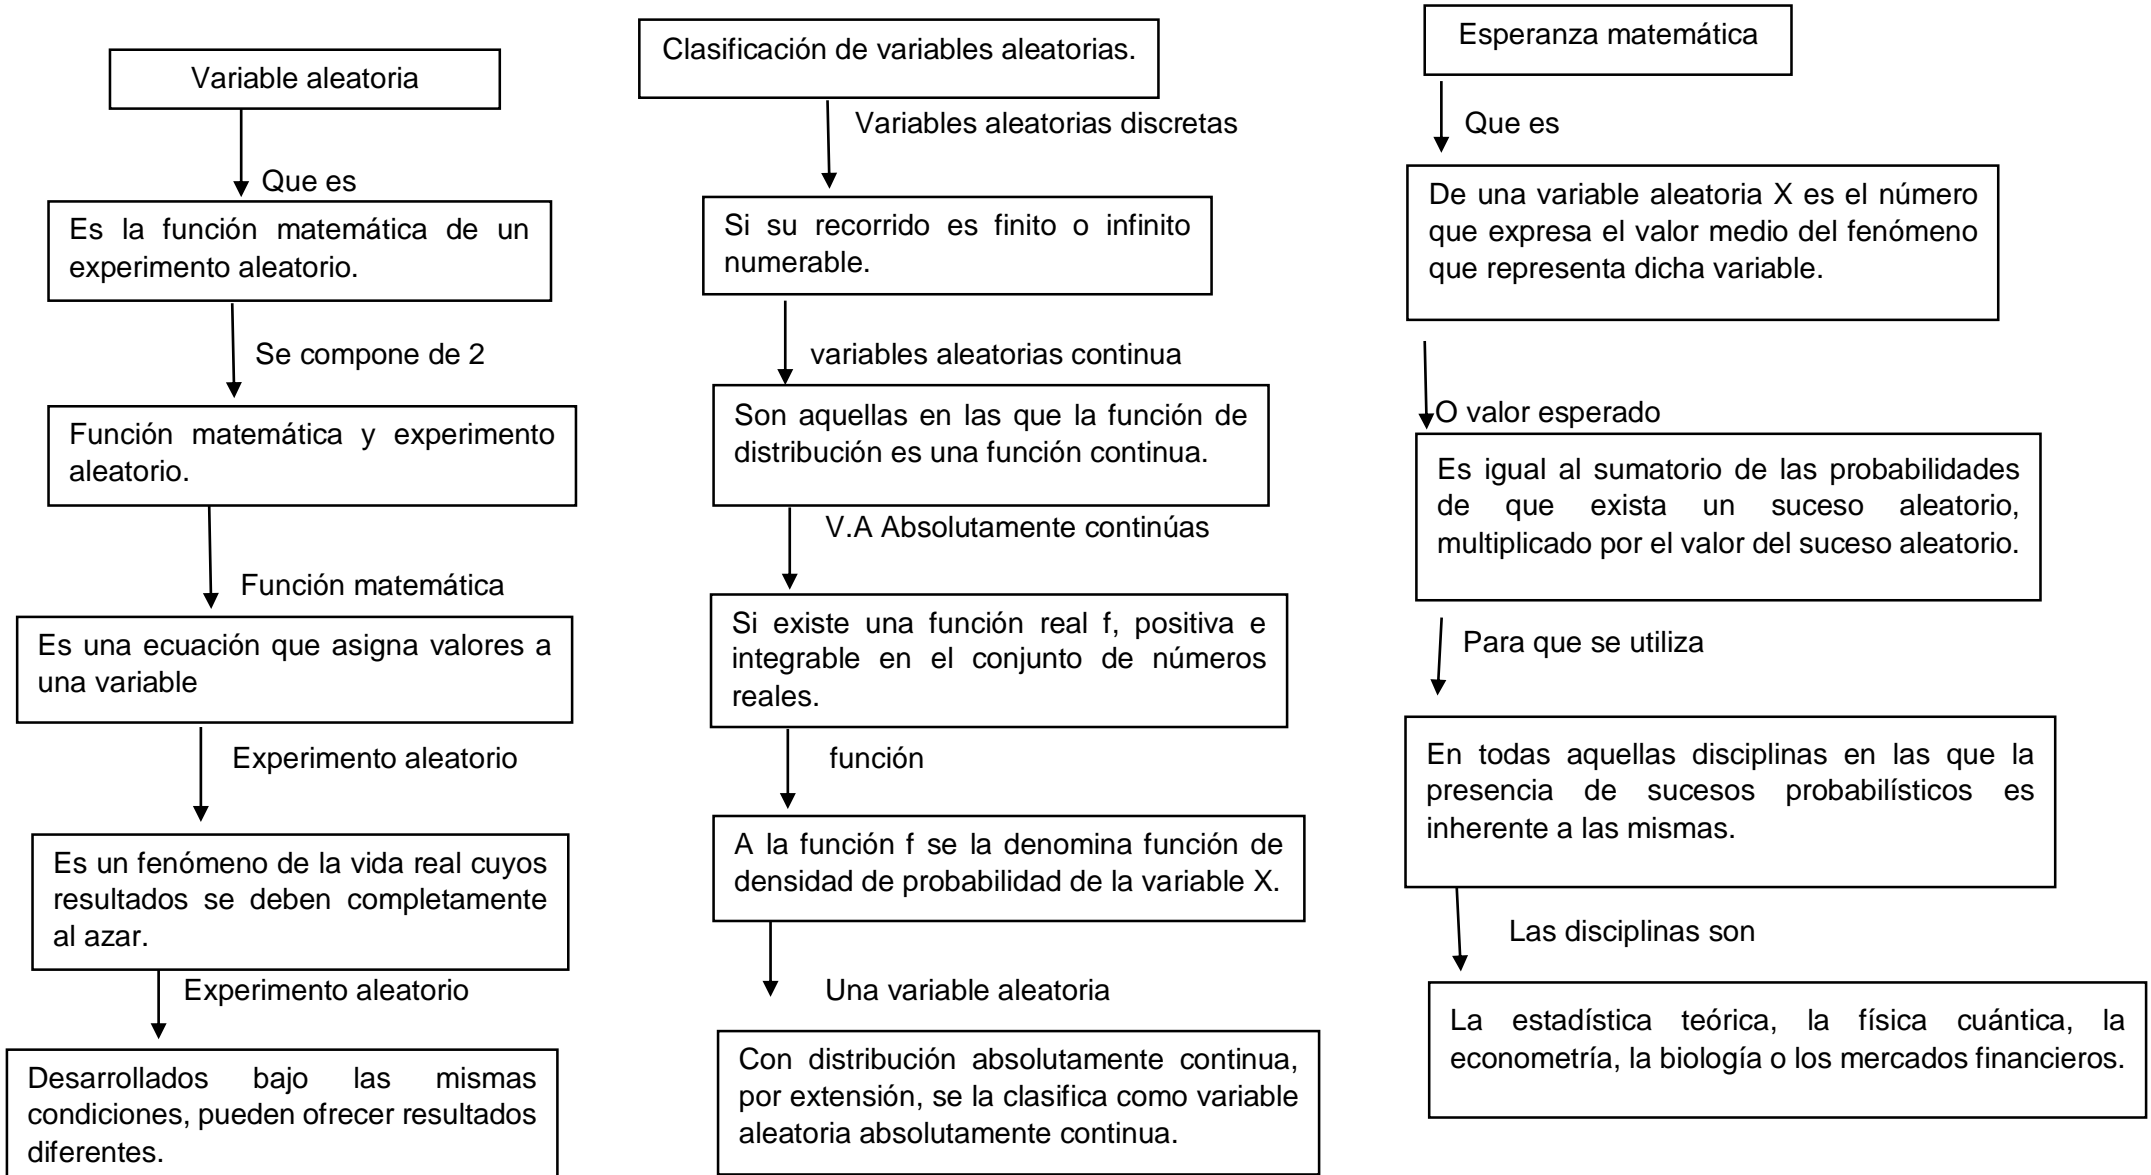 Variable aleatoria
Que es
Es la función matemática de un
experimento aleatorio.
Se compone de 2
Función matemática y experimento
aleatorio.
Función matemática
Es una ecuación que asigna valores a
una variable
Experimento aleatorio
Es un fenómeno de la vida real cuyos
resultados se deben completamente
al azar.
Experimento aleatorio
Desarrollados bajo las mismas
condiciones, pueden ofrecer resultados
diferentes.
Clasificación de variables aleatorias.
Variables aleatorias discretas
Si su recorrido es finito o infinito
numerable.
variables aleatorias continua
Son aquellas en las que la función de
distribución es una función continua.
V.A Absolutamente continúas
Si existe una función real f, positiva e
integrable en el conjunto de números
reales.
función
A la función f se la denomina función de
densidad de probabilidad de la variable X.
Una variable aleatoria
Con distribución absolutamente continua,
por extensión, se la clasifica como variable
aleatoria absolutamente continua.
Esperanza matemática
Que es
De una variable aleatoria X es el número
que expresa el valor medio del fenómeno
que representa dicha variable.
O valor esperado
Es igual al sumatorio de las probabilidades
de que exista un suceso aleatorio,
multiplicado por el valor del suceso aleatorio.
Para que se utiliza
En todas aquellas disciplinas en las que la
presencia de sucesos probabilísticos es
inherente a las mismas.
Las disciplinas son
La estadística teórica, la física cuántica, la
econometría, la biología o los mercados financieros.